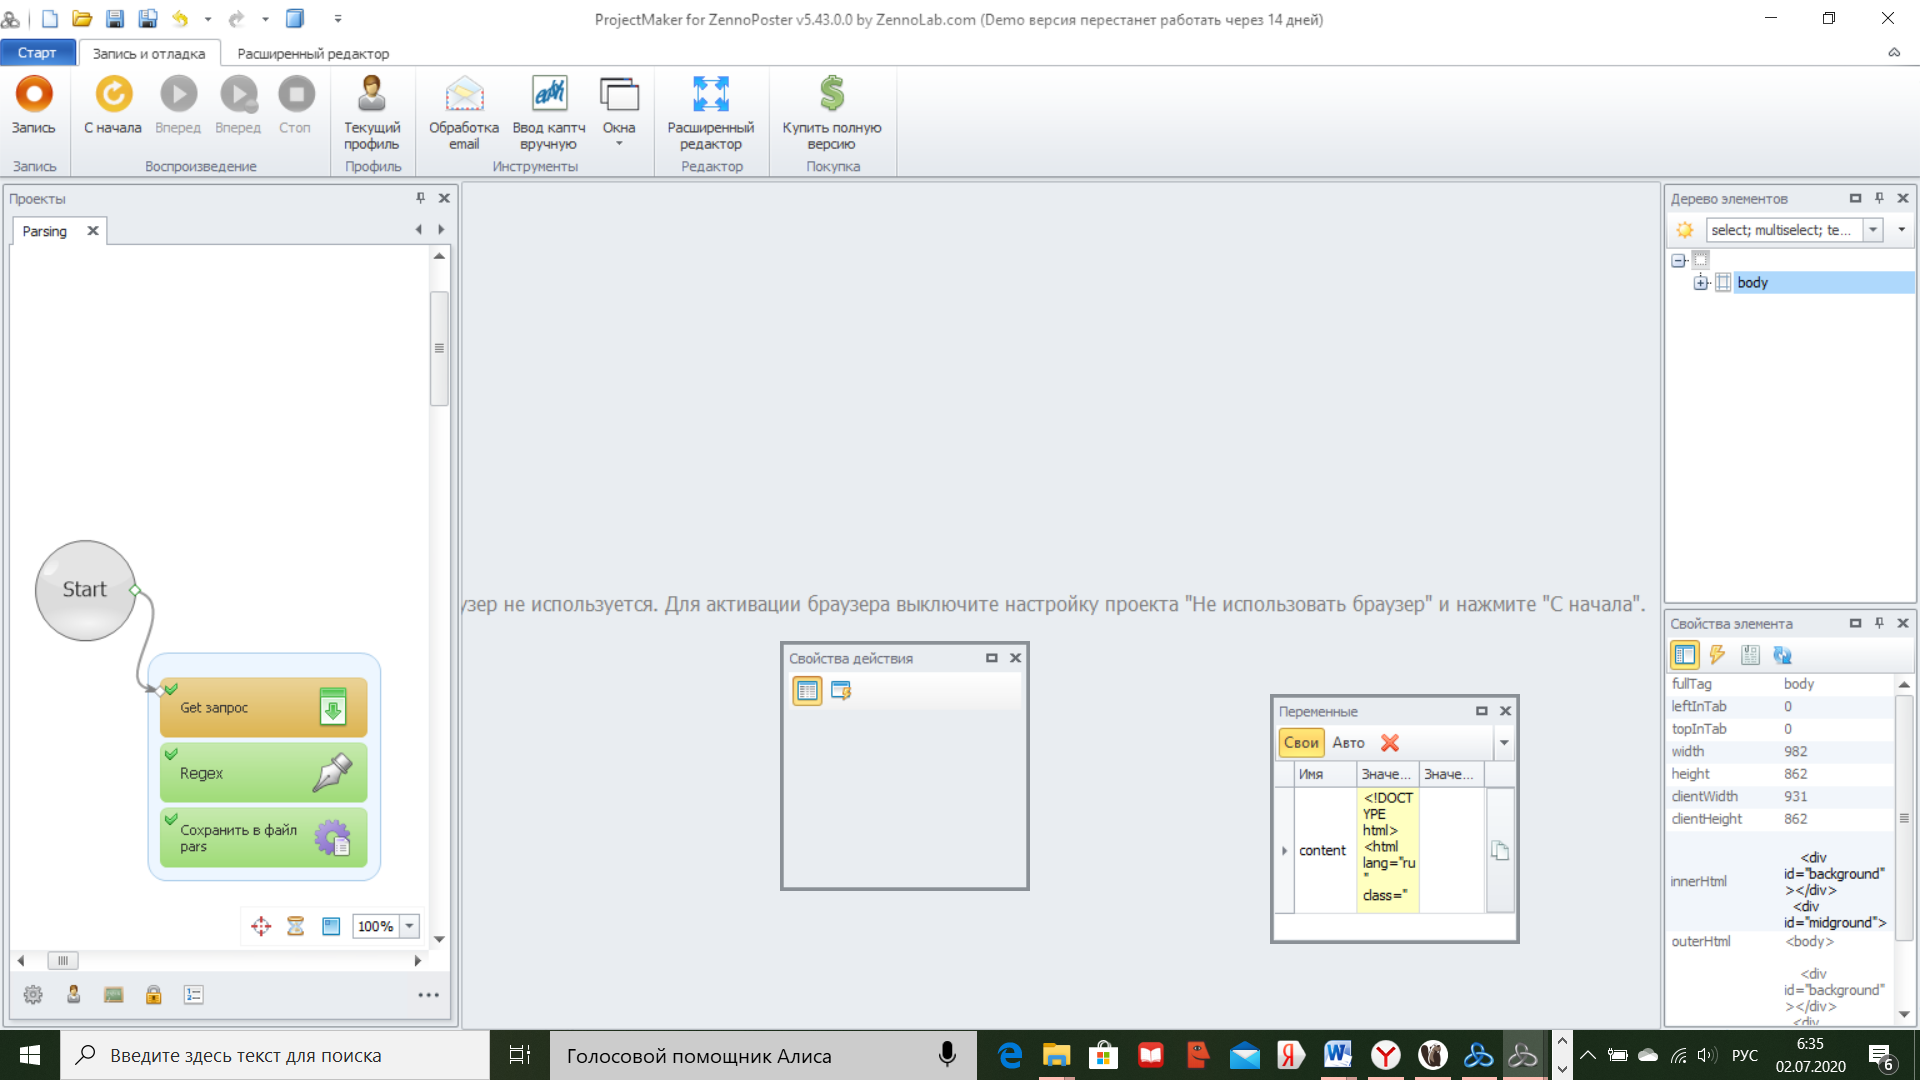 ProjectMaker for ZennoPoster v5.43.0.0 by ZennoLab.com (Demo версия перестанет работать через 14 дней)
Старт
Запись и отладка
Расширенный редактор
Запись
С начала
Вперед
Вперед
Стоп
Текущий
профиль
Обработка
email
Ввод каптч
вручную
Окна
Расширенный
редактор
Купить полную
версию
Запись
Воспроизведение
Профиль
Инструменты
Редактор
Покупка
Проекты
Parsing
Start
Get запрос
Regex
Сохранить в файл
pars
100%
узер не используется. Для активации браузера выключите настройку проекта "Не использовать браузер" и нажмите "С начала".
Свойства действия
Переменные
Свои
Авто
Имя
Значе...
Значе...
content
<!DOCT
YPE
html>
<html
lang="ru
"
class="
Дерево элементов
select; multiselect; te...
body
Свойства элемента
fullTag body
leftInTab 0
topInTab 0
width 982
height 862
clientWidth 931
clientHeight 862
innerHtml
<div
id="background"
></div>
<div
id="midground">
outerHtml <body>
<div
id="background"
></div>
<div
Введите здесь текст для поиска
Голосовой помощник Алиса
РУС
6:35
02.07.2020
6